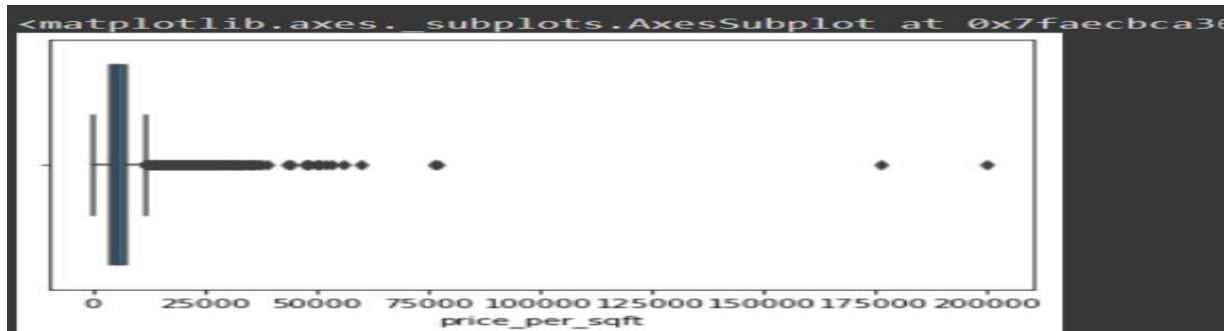 <matplotlib.axes._subplots.AxesSubplot at 0x7faecbca3
0 25000 50000 75000 100000 125000 150000 175000 200000
price_per_sqft